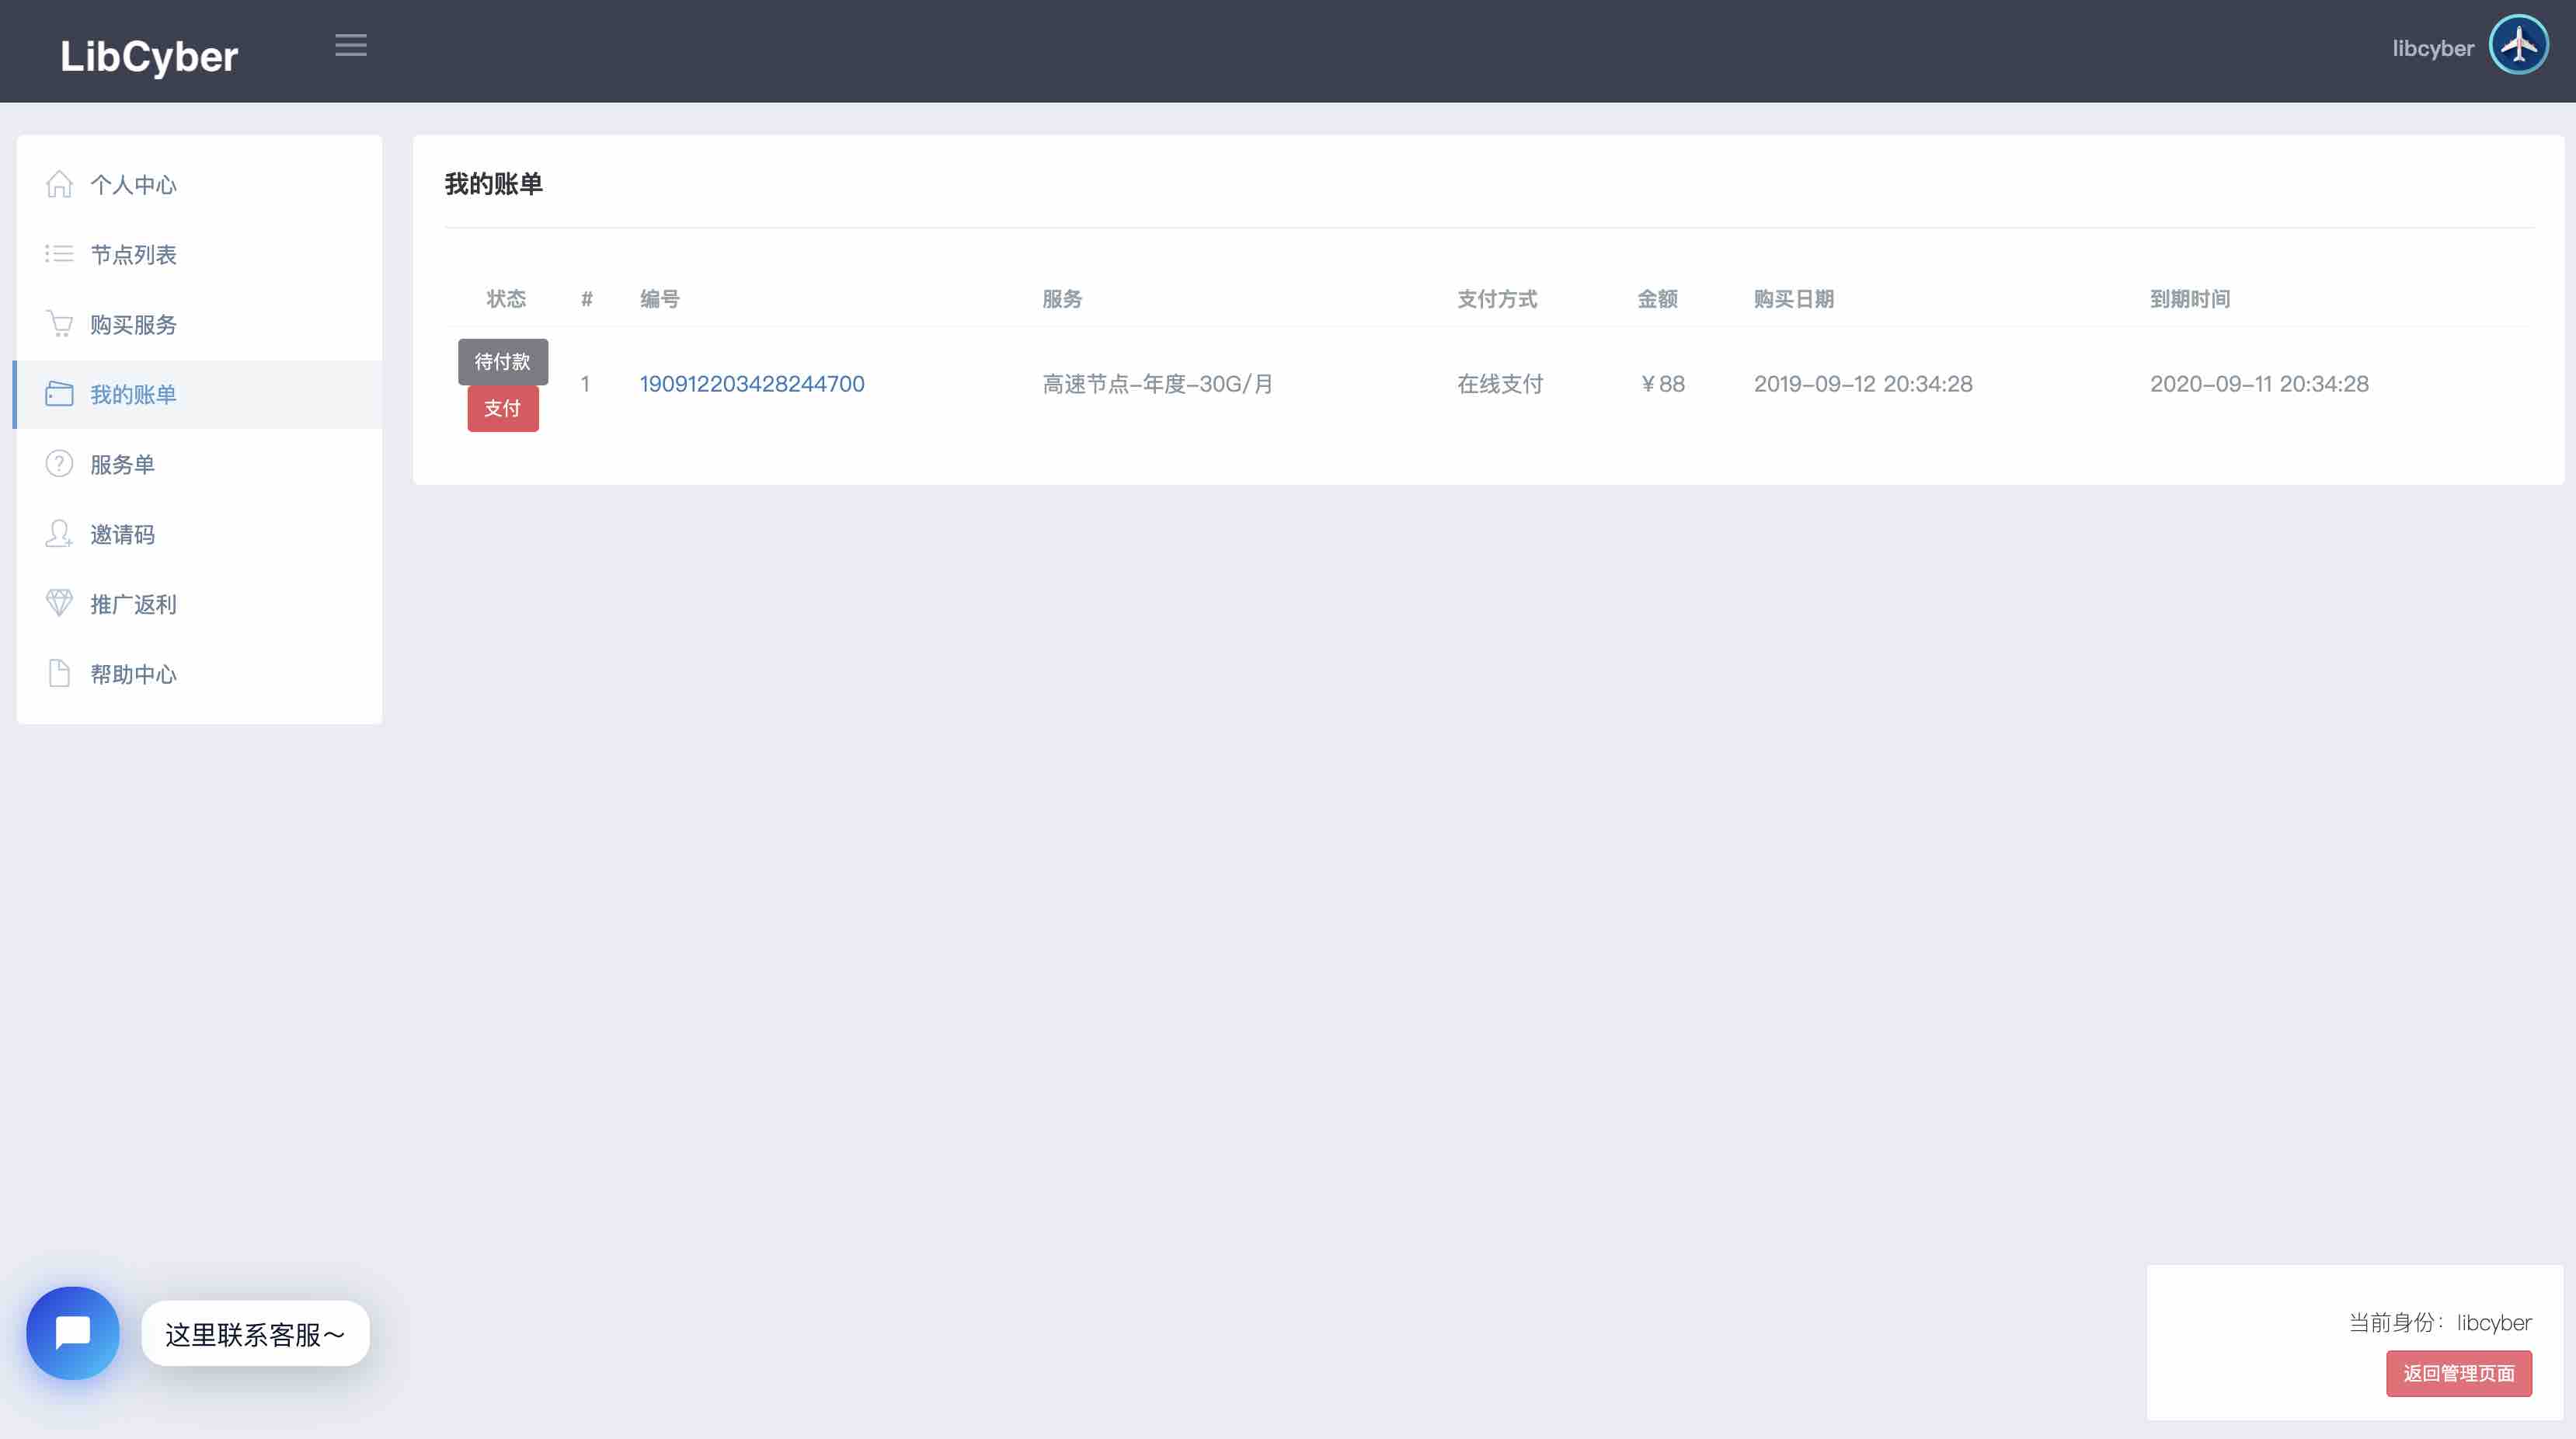 LibCyber
libcyber
个人中心
节点列表
购买服务
我的账单
服务单
邀请码
推广返利
帮助中心
我的账单
状态 # 编号 服务 支付方式 金额 购买日期 到期时间
待付款
支付
1 190912203428244700 高速节点-年度-30G/月 在线支付 ¥88 2019-09-12 20:34:28 2020-09-11 20:34:28
这里联系客服～
当前身份：libcyber
返回管理页面